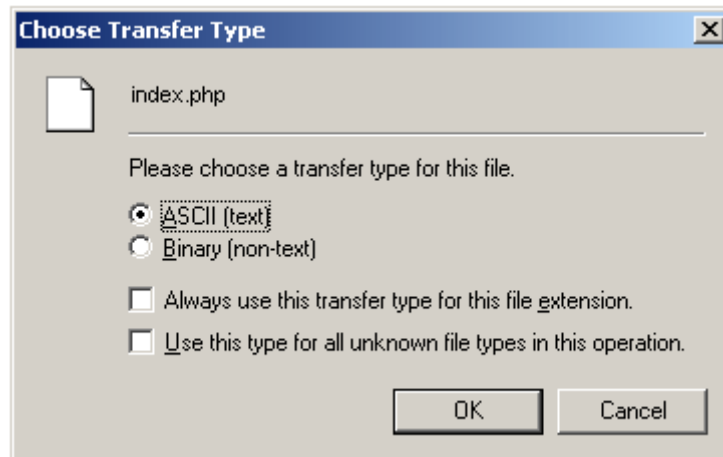 Choose Transfer Type
index.php
Please choose a transfer type for this file.
ASCII (text)
Binary (non-text)
Always use this transfer type for this file extension.
Use this type for all unknown file types in this operation.
OK Cancel